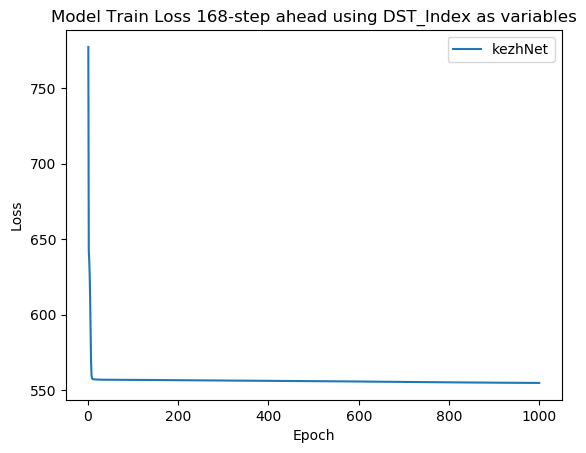 Model Train Loss 168-step ahead using DST_Index as variables
kezhNet
750
700
650
600
550
Loss
0
200
400
600
800
1000
Epoch